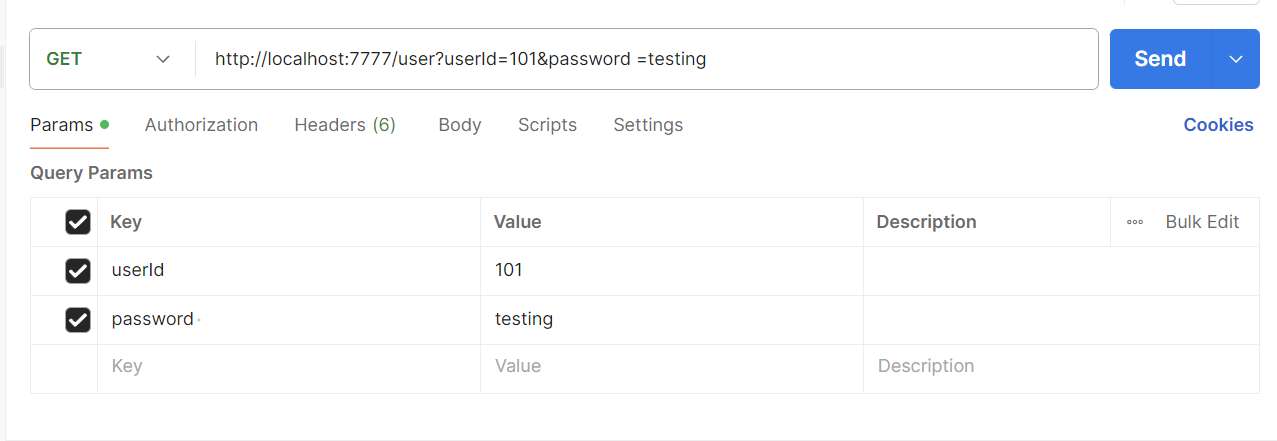 GET http://localhost:7777/user?userId=101&password =testing Send
Params Authorization Headers (6) Body Scripts Settings Cookies
Query Params
Key Value Description Bulk Edit
userId 101
password testing
Key Value Description